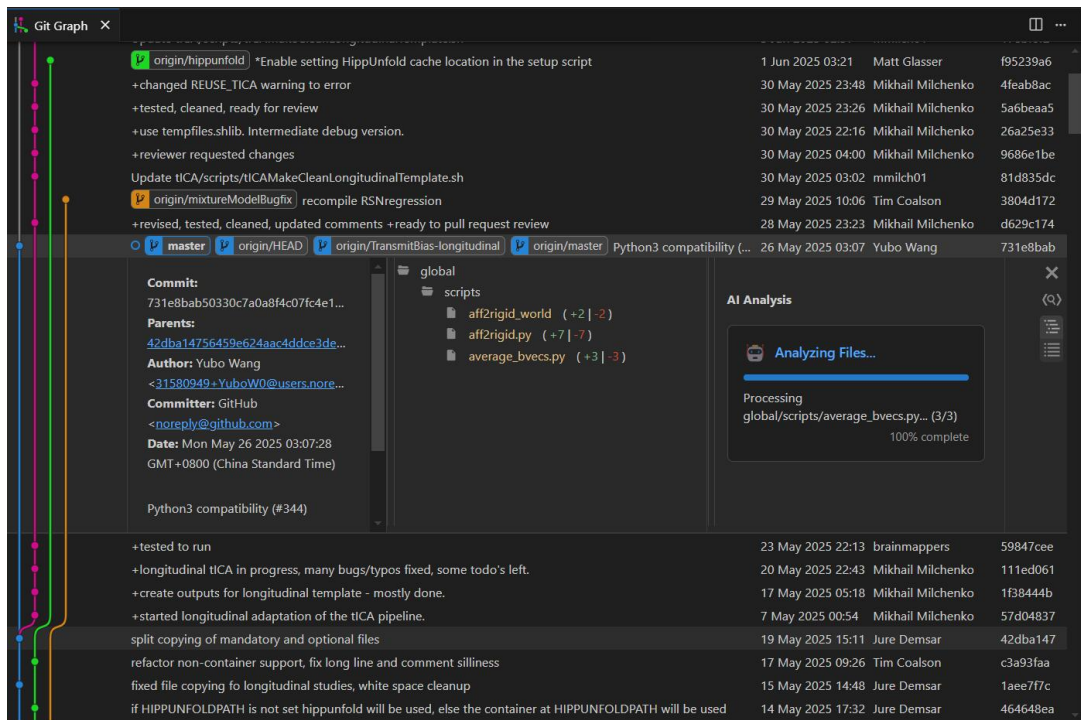 Git Graph
origin/hippunfold *Enable setting HippUnfold cache location in the setup script 1 Jun 2025 03:21 Matt Glasser f95239a6
+changed REUSE_TICA warning to error 30 May 2025 23:48 Mikhail Milchenko 4feab8ac
+tested, cleaned, ready for review 30 May 2025 23:26 Mikhail Milchenko 5a6beaa5
+use tempfiles.shlib. Intermediate debug version. 30 May 2025 22:16 Mikhail Milchenko 26a25e33
+reviewer requested changes 30 May 2025 04:00 Mikhail Milchenko 9686e1be
Update tICA/scripts/tICAMakeCleanLongitudinalTemplate.sh 30 May 2025 03:02 mmilch01 81d835dc
origin/mixtureModelBugfix recompile RSNregression 29 May 2025 10:06 Tim Coalson 3804d172
+revised, tested, cleaned, updated comments +ready to pull request review 28 May 2025 23:23 Mikhail Milchenko d629c174
master origin/HEAD origin/TransmitBias-longitudinal origin/master Python3 compatibility (... 26 May 2025 03:07 Yubo Wang 731e8bab
Commit:
731e8bab50330c7a0a8f4c07fc4e1...
Parents:
42dba14756459e624aac4ddce3de...
Author: Yubo Wang
<31580949+YuboW0@users.nore...
Committer: GitHub
<noreply@github.com>
Date: Mon May 26 2025 03:07:28
GMT+0800 (China Standard Time)
Python3 compatibility (#344)
global
scripts
aff2rigid_world (+2|-2)
aff2rigid.py (+7|-7)
average_bvecs.py (+3|-3)
AI Analysis
Analyzing Files...
Processing
global/scripts/average_bvecs.py... (3/3)
100% complete
+tested to run 23 May 2025 22:13 brainmappers 59847cee
+longitudinal tICA in progress, many bugs/typos fixed, some todo's left. 20 May 2025 22:43 Mikhail Milchenko 111ed061
+create outputs for longitudinal template - mostly done. 17 May 2025 05:18 Mikhail Milchenko 1f38444b
+started longitudinal adaptation of the tICA pipeline. 7 May 2025 00:54 Mikhail Milchenko 57d04837
split copying of mandatory and optional files 19 May 2025 15:11 Jure Demsar 42dba147
refactor non-container support, fix long line and comment silliness 17 May 2025 09:26 Tim Coalson c3a93faa
fixed file copying fo longitudinal studies, white space cleanup 15 May 2025 14:48 Jure Demsar 1aee7f7c
if HIPPUNFOLDPATH is not set hippunfold will be used, else the container at HIPPUNFOLDPATH will be used 14 May 2025 17:32 Jure Demsar 464648ea